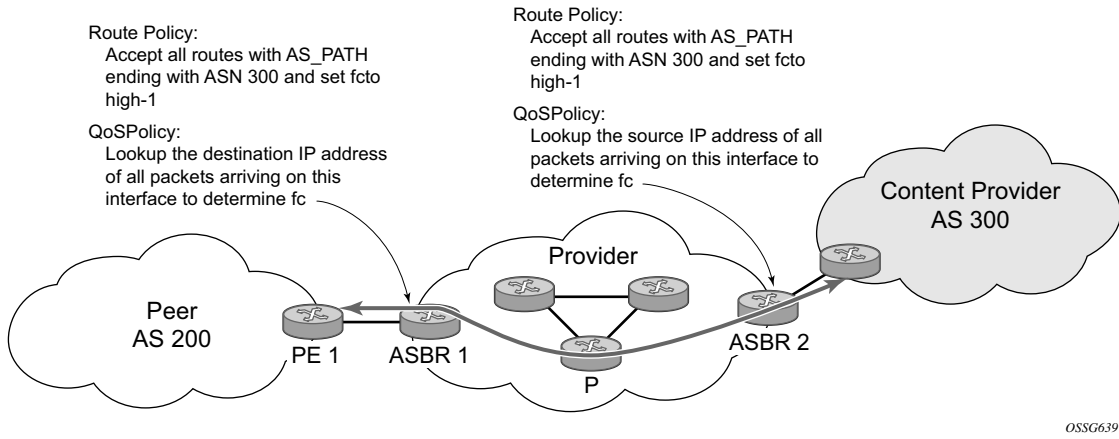 Route Policy:
Accept all routes with AS_PATH
ending with ASN 300 and set fcto
high-1
QoSPolicy:
Lookup the destination IP address
of all packets arriving on this
interface to determine fc
Route Policy:
Accept all routes with AS_PATH
ending with ASN 300 and set fcto
high-1
QoSPolicy:
Lookup the source IP address of all
packets arriving on this interface to
determine fc
Content Provider
AS 300
Provider
Peer
AS 200
PE 1
ASBR 1
P
ASBR 2
OSSG639